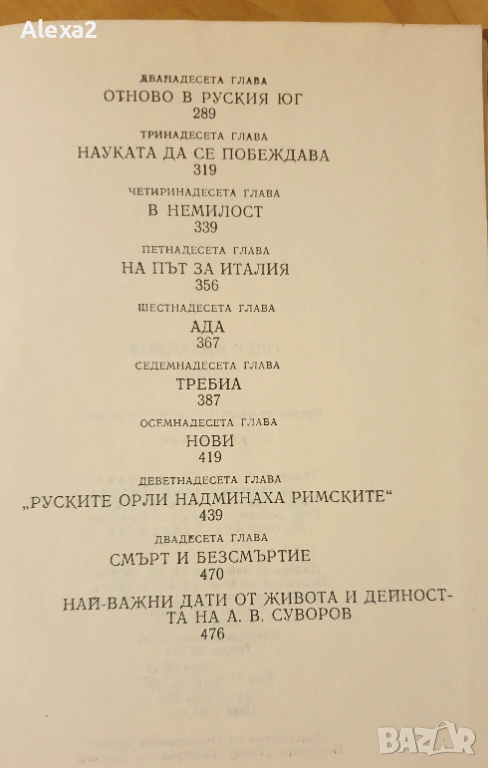 Alexa2
ДВАНАДЕСЕТА ГЛАВА
ОТНОВО В РУСКИЯ ЮГ
289
ТРИНАДЕСЕТА ГЛАВА
НАУКАТА ДА СЕ ПОБЕЖДАВА
319
ЧЕТИРИНАДЕСЕТА ГЛАВА
В НЕМИЛОСТ
339
ПЕТНАДЕСЕТА ГЛАВА
НА ПЪТ ЗА ИТАЛИЯ
356
ШЕСТНАДЕСЕТА ГЛАВА
АДА
367
СЕДЕМНАДЕСЕТА ГЛАВА
ТРЕБИА
387
ОСЕМНАДЕСЕТА ГЛАВА
НОВИ
419
ДЕВЕТНАДЕСЕТА ГЛАВА
„РУСКИТЕ ОРЛИ НАДМИНАХА РИМСКИТЕ“
439
ДВАДЕСЕТА ГЛАВА
СМЪРТ И БЕЗСМЪРТИЕ
470
НАЙ-ВАЖНИ ДАТИ ОТ ЖИВОТА И ДЕЙНОСТ-
ТА НА А. В. СУВОРОВ
476
BAZAR